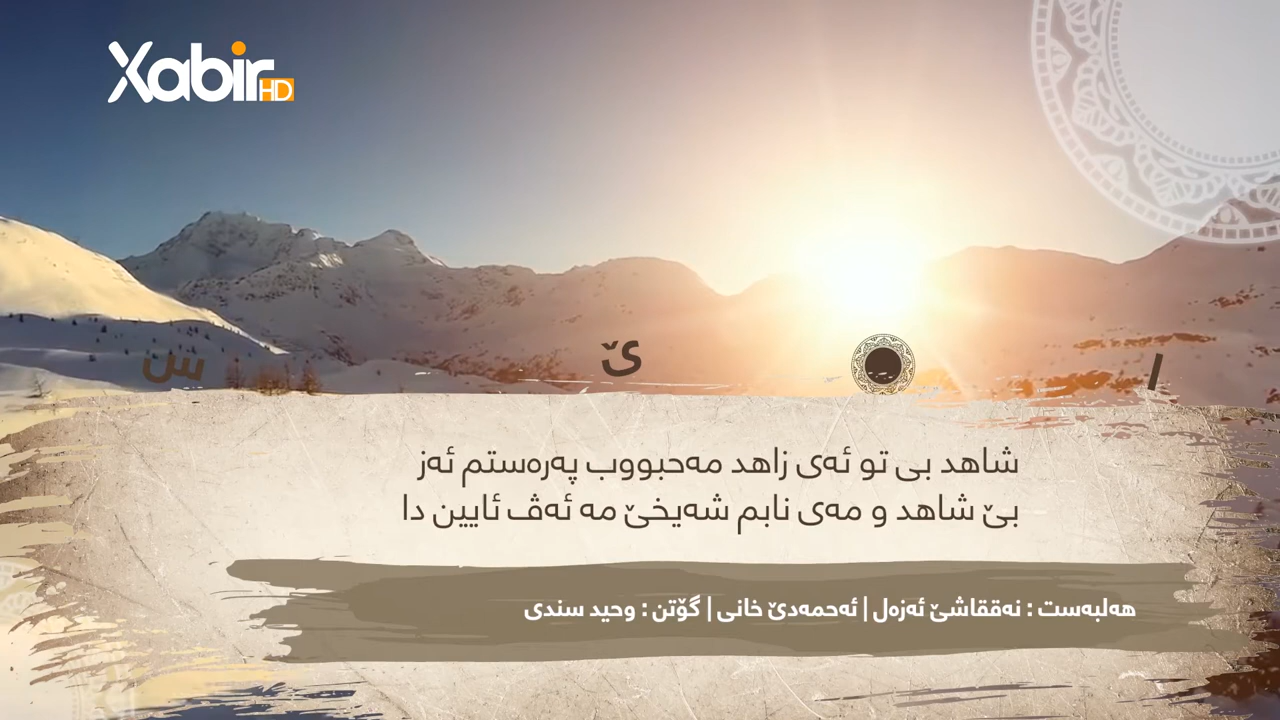 Xabir HD
س ێ ا
شاهد بی تو ئەی زاهد مەحبووب پەرەستم ئەز
بێ شاهد و مەی نابم شەیخێ مە ئەڤ ئایین دا
هەلبەست : نەققاشێ ئەزەل | ئەحمەدێ خانی | گۆتن : وحید سندی